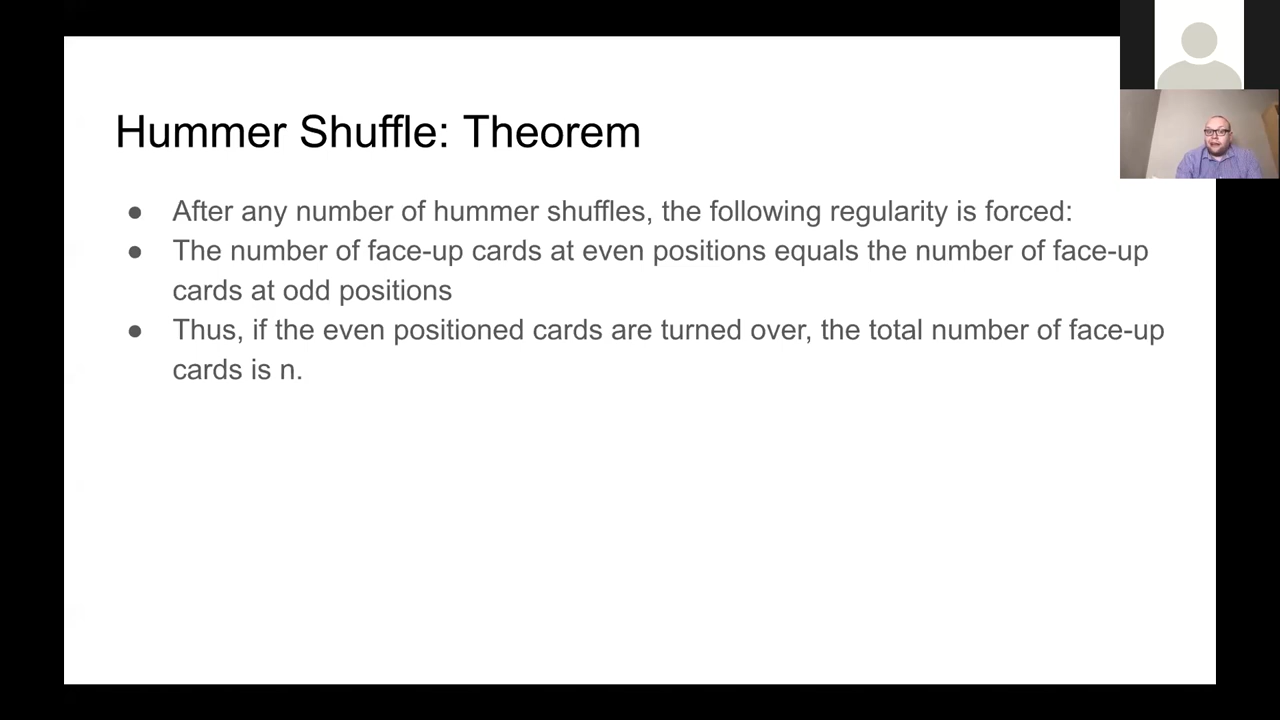 Hummer Shuffle: Theorem
● After any number of hummer shuffles, the following regularity is forced:
● The number of face-up cards at even positions equals the number of face-up
cards at odd positions
● Thus, if the even positioned cards are turned over, the total number of face-up
cards is n.